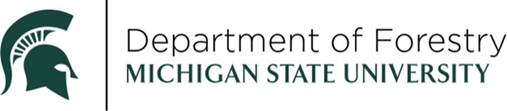 Department of Forestry
MICHIGAN STATE UNIVERSITY